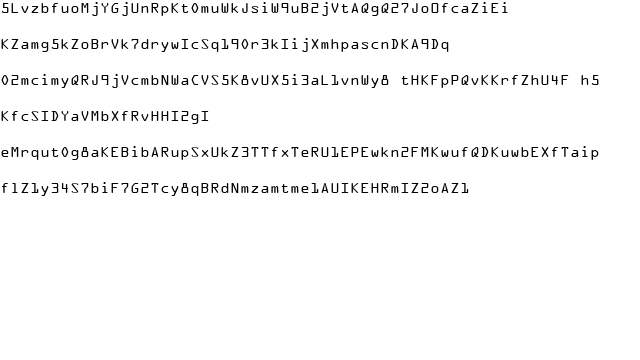 5LvzbfuoMjYGjUnRpKt0muWkJsiW9uB2jVtAQgQ27JoOfcaZiEi
KZamg5kZoBrVk7drywIcSq190r3kIijXmhpascnDKA9Dq
02mcimyQRJ9jVcmbNWaCVS5K8vUX5i3aL1vnWy8 tHKFpPQvKKrfZhU4F h5
KfcSIDYaVMbXfRvHHI2gI
eMrqut0g8aKEBibARupSxUkZ3TTfxTeRU1EPEwkn2FMKwufQDKuwbEXfTaip
flZ1y34S7biF7G2Tcy8qBRdNmzamtme1AUIKEHRmIZ2oAZ1